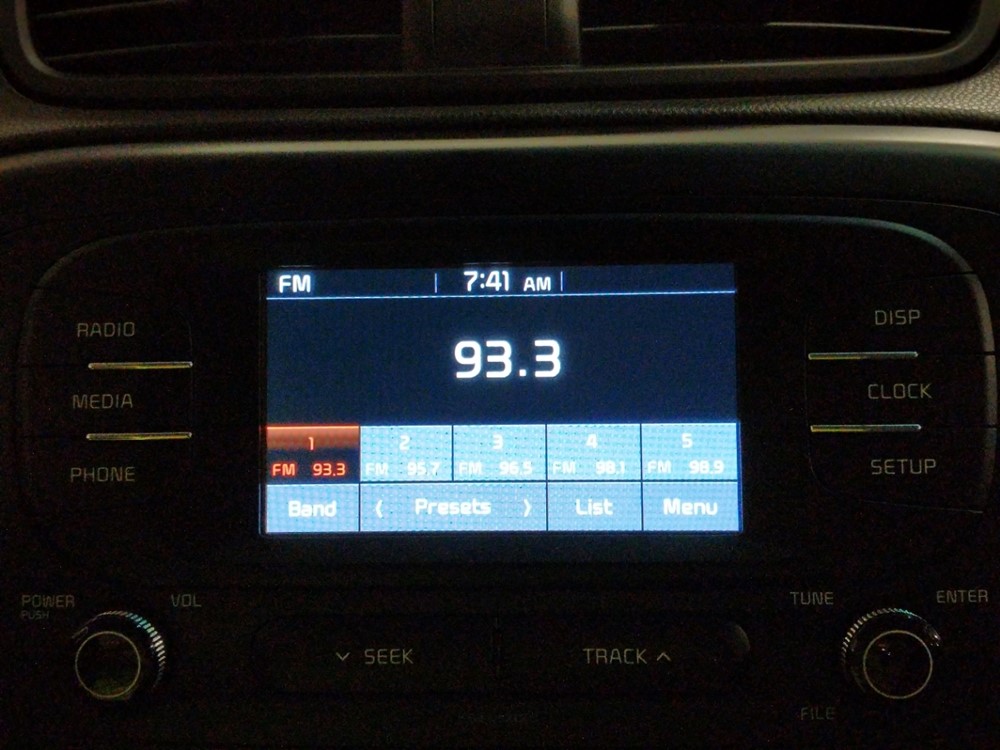 FM 7:41 AM
93.3
1 2 3 4 5
FM 93.3 FM 95.7 FM 96.5 FM 98.1 FM 98.9
Band ⟨ Presets ⟩ List Menu
RADIO
MEDIA
PHONE
DISP
CLOCK
SETUP
POWER
PUSH
VOL
SEEK
TRACK
TUNE
ENTER
FILE